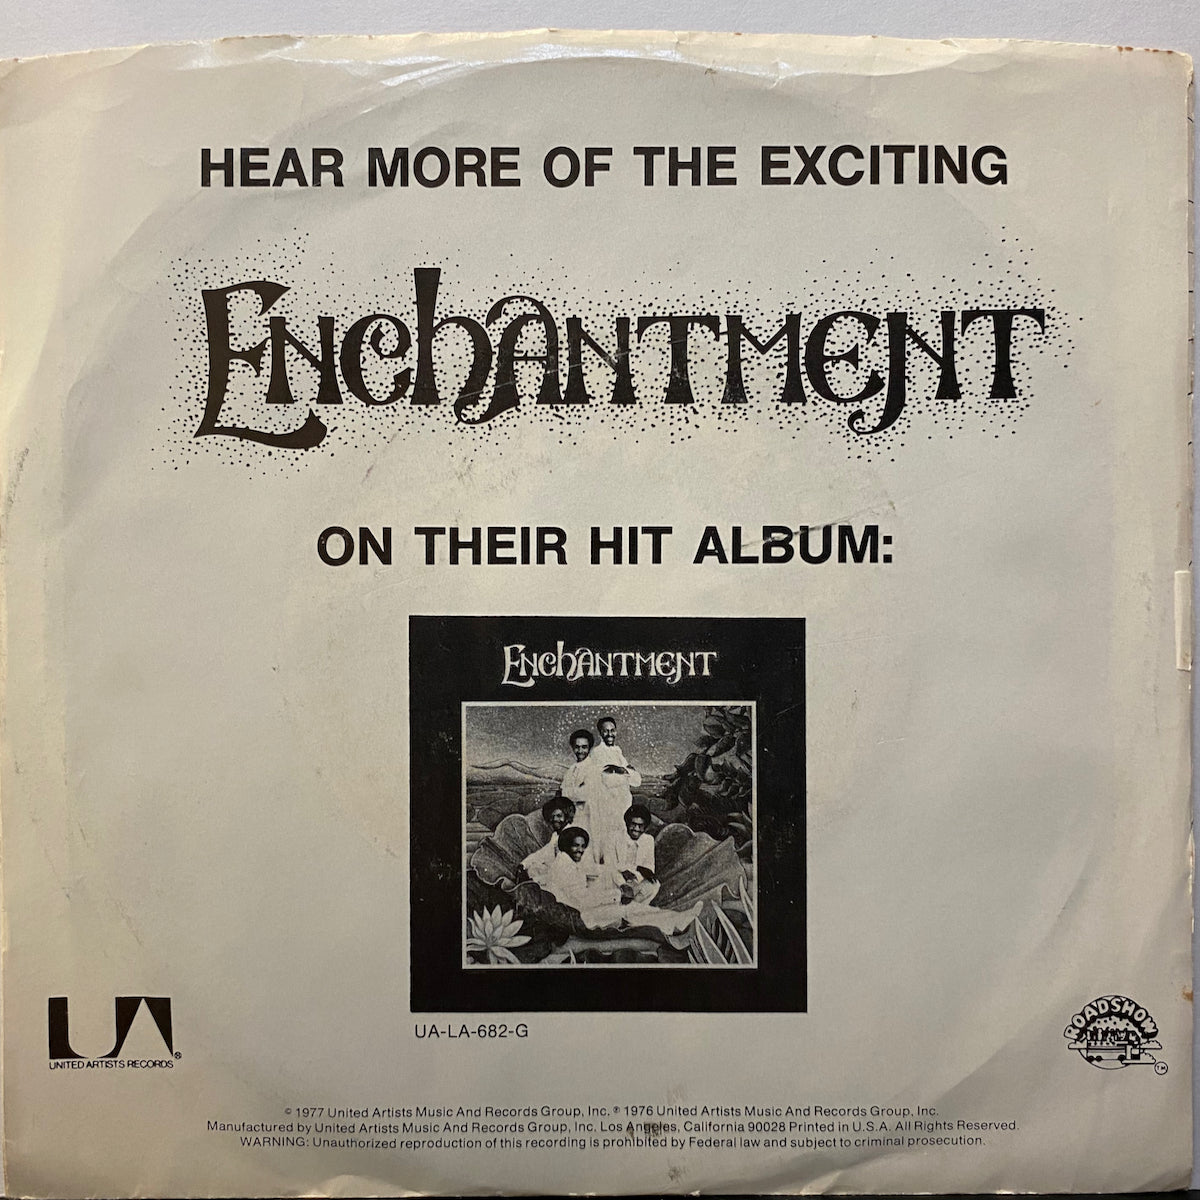 HEAR MORE OF THE EXCITING
ENCHANTMENT
ON THEIR HIT ALBUM:
ENCHANTMENT
UA-LA-682-G
UA
UNITED ARTISTS RECORDS®
ROADSHOW
TM
© 1977 United Artists Music And Records Group, Inc. ℗ 1976 United Artists Music And Records Group, Inc.
Manufactured by United Artists Music And Records Group, Inc. Los Angeles, California 90028 Printed in U.S.A. All Rights Reserved.
WARNING: Unauthorized reproduction of this recording is prohibited by Federal law and subject to criminal prosecution.